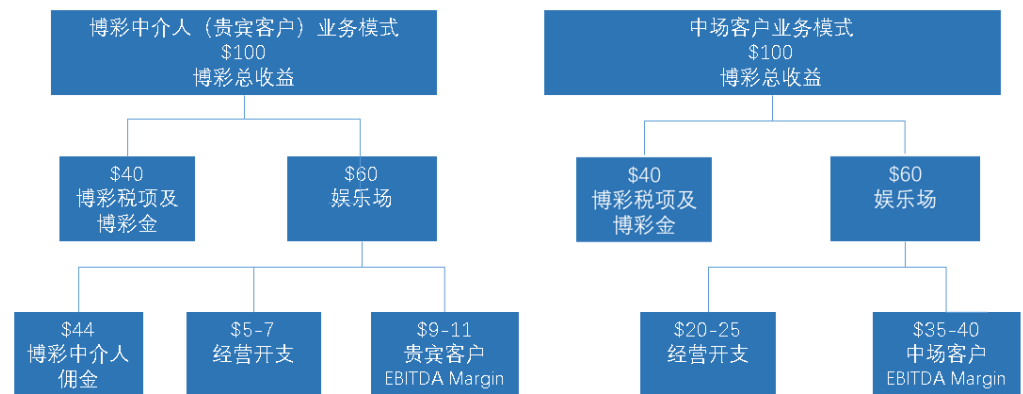 博彩中介人（贵宾客户）业务模式
$100
博彩总收益
$40
博彩税项及
博彩金
$60
娱乐场
$44
博彩中介人
佣金
$5-7
经营开支
$9-11
贵宾客户
EBITDA Margin
中场客户业务模式
$100
博彩总收益
$40
博彩税项及
博彩金
$60
娱乐场
$20-25
经营开支
$35-40
中场客户
EBITDA Margin